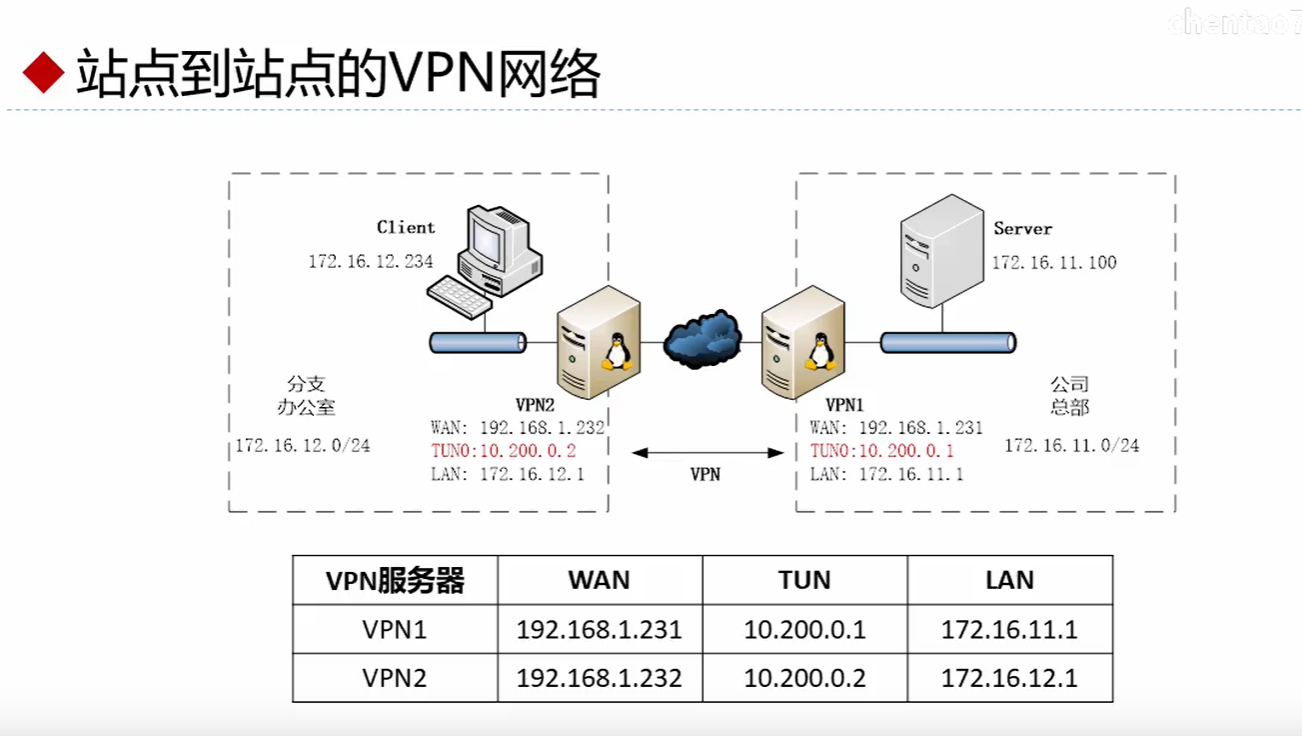 chentao7
站点到站点的VPN网络
Client
172.16.12.234
Server
172.16.11.100
分支
办公室
172.16.12.0/24
VPN2
WAN: 192.168.1.232
TUN0:10.200.0.2
LAN: 172.16.12.1
VPN
VPN1
WAN: 192.168.1.231
TUN0:10.200.0.1
LAN: 172.16.11.1
公司
总部
172.16.11.0/24
VPN服务器 WAN TUN LAN
VPN1 192.168.1.231 10.200.0.1 172.16.11.1
VPN2 192.168.1.232 10.200.0.2 172.16.12.1